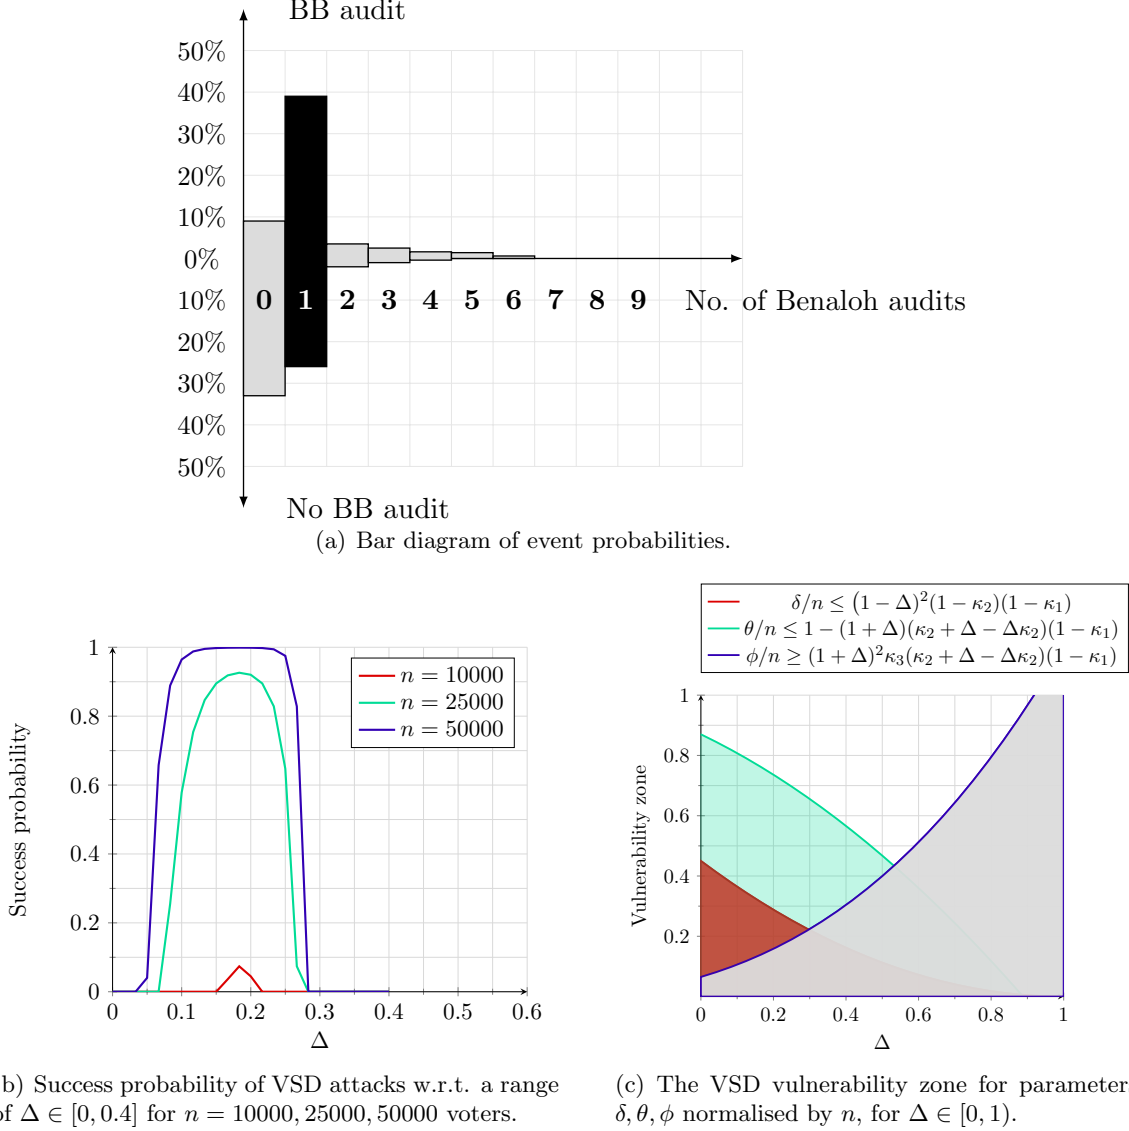 BB audit
50%
40%
30%
20%
10%
0%
10%
20%
30%
40%
50%
0 1 2 3 4 5 6 7 8 9
No. of Benaloh audits
No BB audit
(a) Bar diagram of event probabilities.
1
0.8
0.6
0.4
0.2
0
0 0.1 0.2 0.3 0.4 0.5 0.6
Success probability
Δ
n = 10000
n = 25000
n = 50000
b) Success probability of VSD attacks w.r.t. a range
of Δ ∈ [0, 0.4] for n = 10000, 25000, 50000 voters.
δ/n ≤ (1 − Δ)²(1 − κ₂)(1 − κ₁)
θ/n ≤ 1 − (1 + Δ)(κ₂ + Δ − Δκ₂)(1 − κ₁)
ϕ/n ≥ (1 + Δ)²κ₃(κ₂ + Δ − Δκ₂)(1 − κ₁)
1
0.8
0.6
0.4
0.2
0 0.2 0.4 0.6 0.8 1
Vulnerability zone
Δ
(c) The VSD vulnerability zone for parameter
δ, θ, ϕ normalised by n, for Δ ∈ [0, 1).